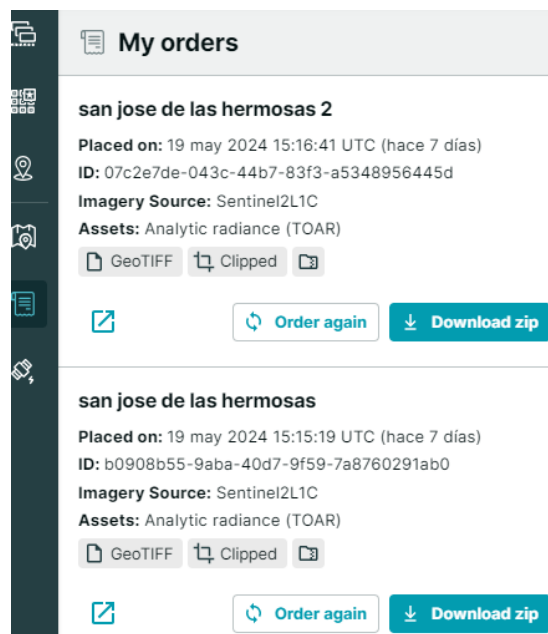 My orders
san jose de las hermosas 2
Placed on: 19 may 2024 15:16:41 UTC (hace 7 días)
ID: 07c2e7de-043c-44b7-83f3-a5348956445d
Imagery Source: Sentinel2L1C
Assets: Analytic radiance (TOAR)
GeoTIFF Clipped
Order again Download zip
san jose de las hermosas
Placed on: 19 may 2024 15:15:19 UTC (hace 7 días)
ID: b0908b55-9aba-40d7-9f59-7a8760291ab0
Imagery Source: Sentinel2L1C
Assets: Analytic radiance (TOAR)
GeoTIFF Clipped
Order again Download zip